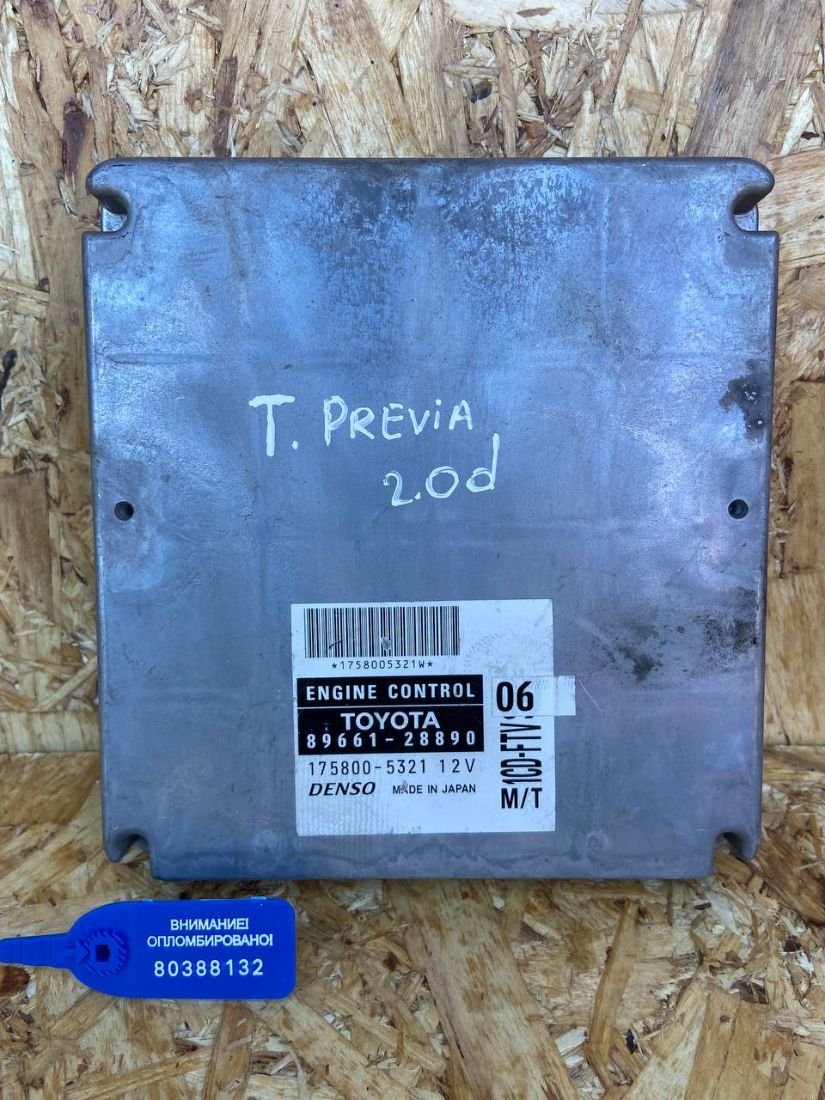 T. PREViA
2.0d
*1758005321W*
ENGINE CONTROL
TOYOTA
89661-28890
175800-5321 12V
DENSO MADE IN JAPAN
06
1CD-FTV
M/T
ВНИМАНИЕ!
ОПЛОМБИРОВАНО!
80388132